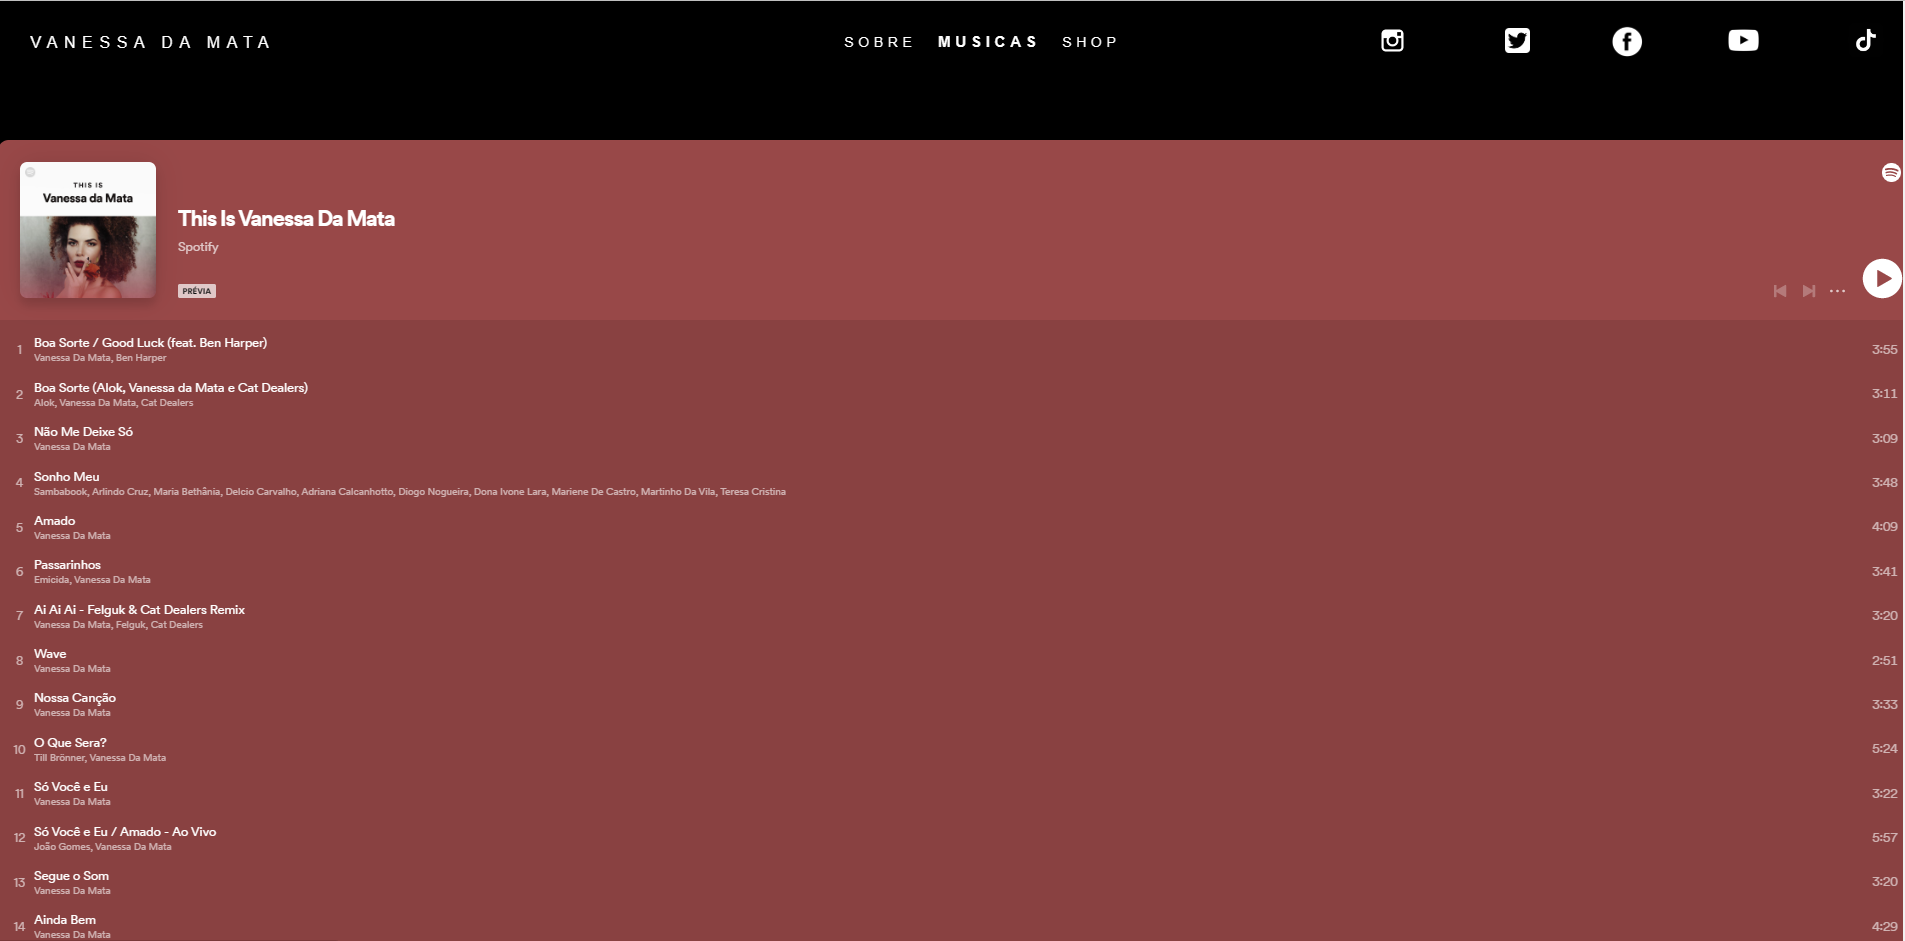 VANESSA DA MATA
SOBRE MUSICAS SHOP
THIS IS
Vanessa da Mata
This Is Vanessa Da Mata
Spotify
PRÉVIA
1 Boa Sorte / Good Luck (feat. Ben Harper) 3:55
Vanessa Da Mata, Ben Harper
2 Boa Sorte (Alok, Vanessa da Mata e Cat Dealers) 3:11
Alok, Vanessa Da Mata, Cat Dealers
3 Não Me Deixe Só 3:09
Vanessa Da Mata
4 Sonho Meu 3:48
Sambabook, Arlindo Cruz, Maria Bethânia, Delcio Carvalho, Adriana Calcanhotto, Diogo Nogueira, Dona Ivone Lara, Mariene De Castro, Martinho Da Vila, Teresa Cristina
5 Amado 4:09
Vanessa Da Mata
6 Passarinhos 3:41
Emicida, Vanessa Da Mata
7 Ai Ai Ai - Felguk & Cat Dealers Remix 3:20
Vanessa Da Mata, Felguk, Cat Dealers
8 Wave 2:51
Vanessa Da Mata
9 Nossa Canção 3:33
Vanessa Da Mata
10 O Que Sera? 5:24
Till Brönner, Vanessa Da Mata
11 Só Você e Eu 3:22
Vanessa Da Mata
12 Só Você e Eu / Amado - Ao Vivo 5:57
João Gomes, Vanessa Da Mata
13 Segue o Som 3:20
Vanessa Da Mata
14 Ainda Bem 4:29
Vanessa Da Mata